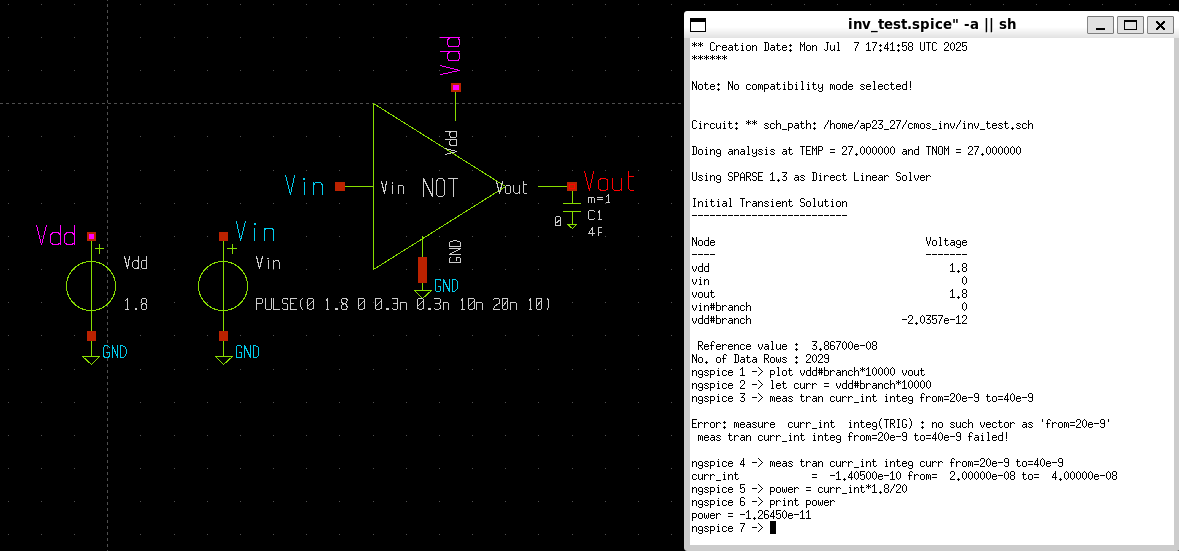 Vdd
Vdd
Vin
Vin
NOT
Vout
Vout
m=1
C1
4f
0
GND
GND
Vdd
Vdd
1.8
GND
Vin
Vin
PULSE(0 1.8 0 0.3n 0.3n 10n 20n 10)
GND
inv_test.spice" -a || sh
** Creation Date: Mon Jul  7 17:41:58 UTC 2025
******
Note: No compatibility mode selected!
Circuit: ** sch_path: /home/ap23_27/cmos_inv/inv_test.sch
Doing analysis at TEMP = 27.000000 and TNOM = 27.000000
Using SPARSE 1.3 as Direct Linear Solver
Initial Transient Solution
--------------------------
Node                                   Voltage
----                                   -------
vdd                                        1.8
vin                                          0
vout                                       1.8
vin#branch                                   0
vdd#branch                         -2.0357e-12
 Reference value :  3.86700e-08
No. of Data Rows : 2029
ngspice 1 -> plot vdd#branch*10000 vout
ngspice 2 -> let curr = vdd#branch*10000
ngspice 3 -> meas tran curr_int integ from=20e-9 to=40e-9
Error: measure  curr_int  integ(TRIG) : no such vector as 'from=20e-9'
 meas tran curr_int integ from=20e-9 to=40e-9 failed!
ngspice 4 -> meas tran curr_int integ curr from=20e-9 to=40e-9
curr_int            =  -1.40500e-10 from=  2.00000e-08 to=  4.00000e-08
ngspice 5 -> power = curr_int*1.8/20
ngspice 6 -> print power
power = -1.26450e-11
ngspice 7 ->